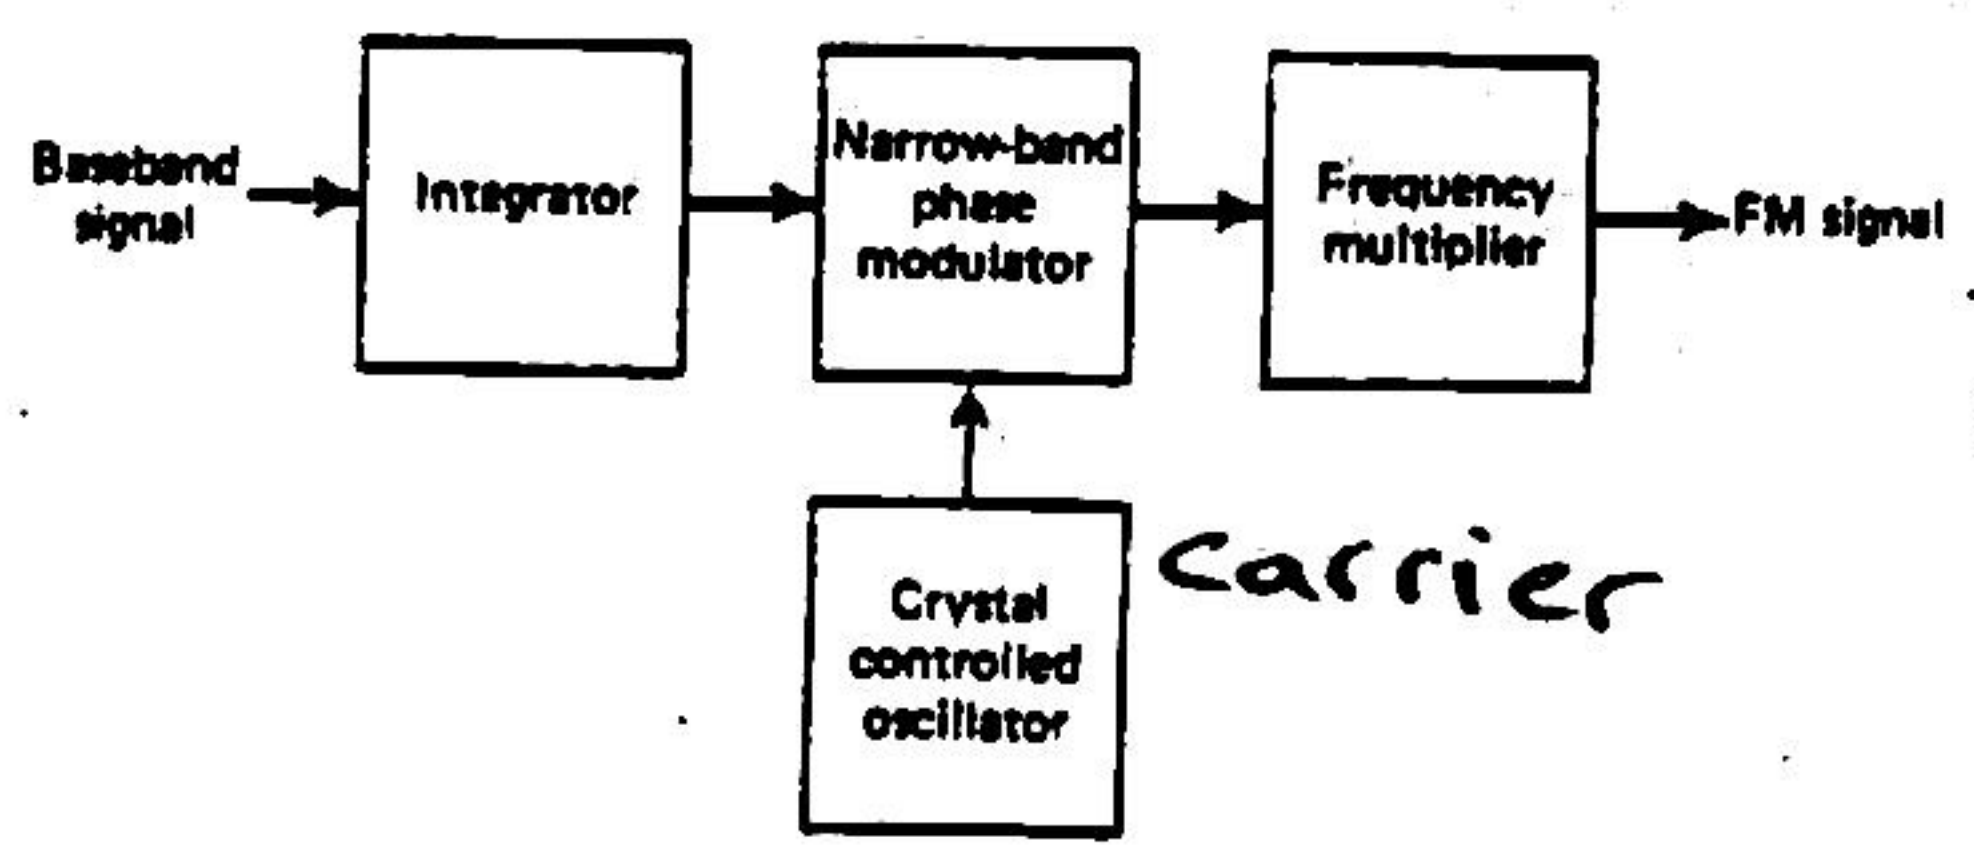 Baseband
signal
Integrator
Narrow-band
phase
modulator
Frequency
multiplier
FM signal
Crystal
controlled
oscillator
carrier